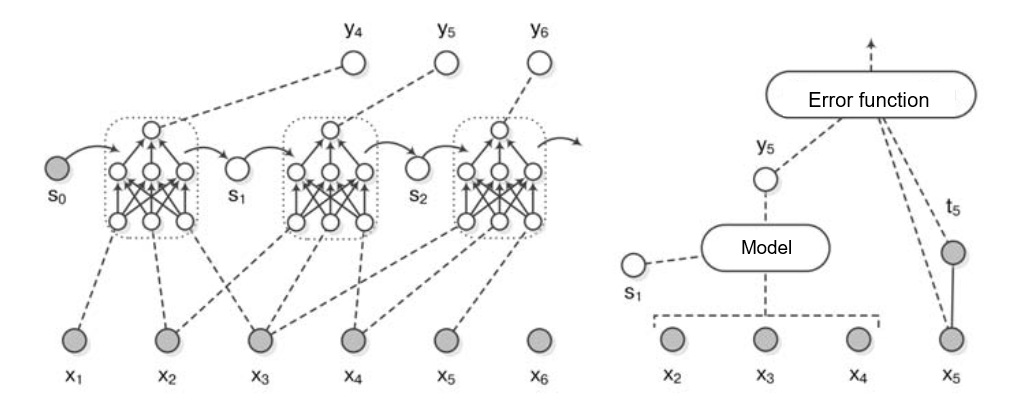 y₄ y₅ y₆
s₀ s₁ s₂
x₁ x₂ x₃ x₄ x₅ x₆
Error function
y₅
t₅
Model
s₁
x₂ x₃ x₄ x₅